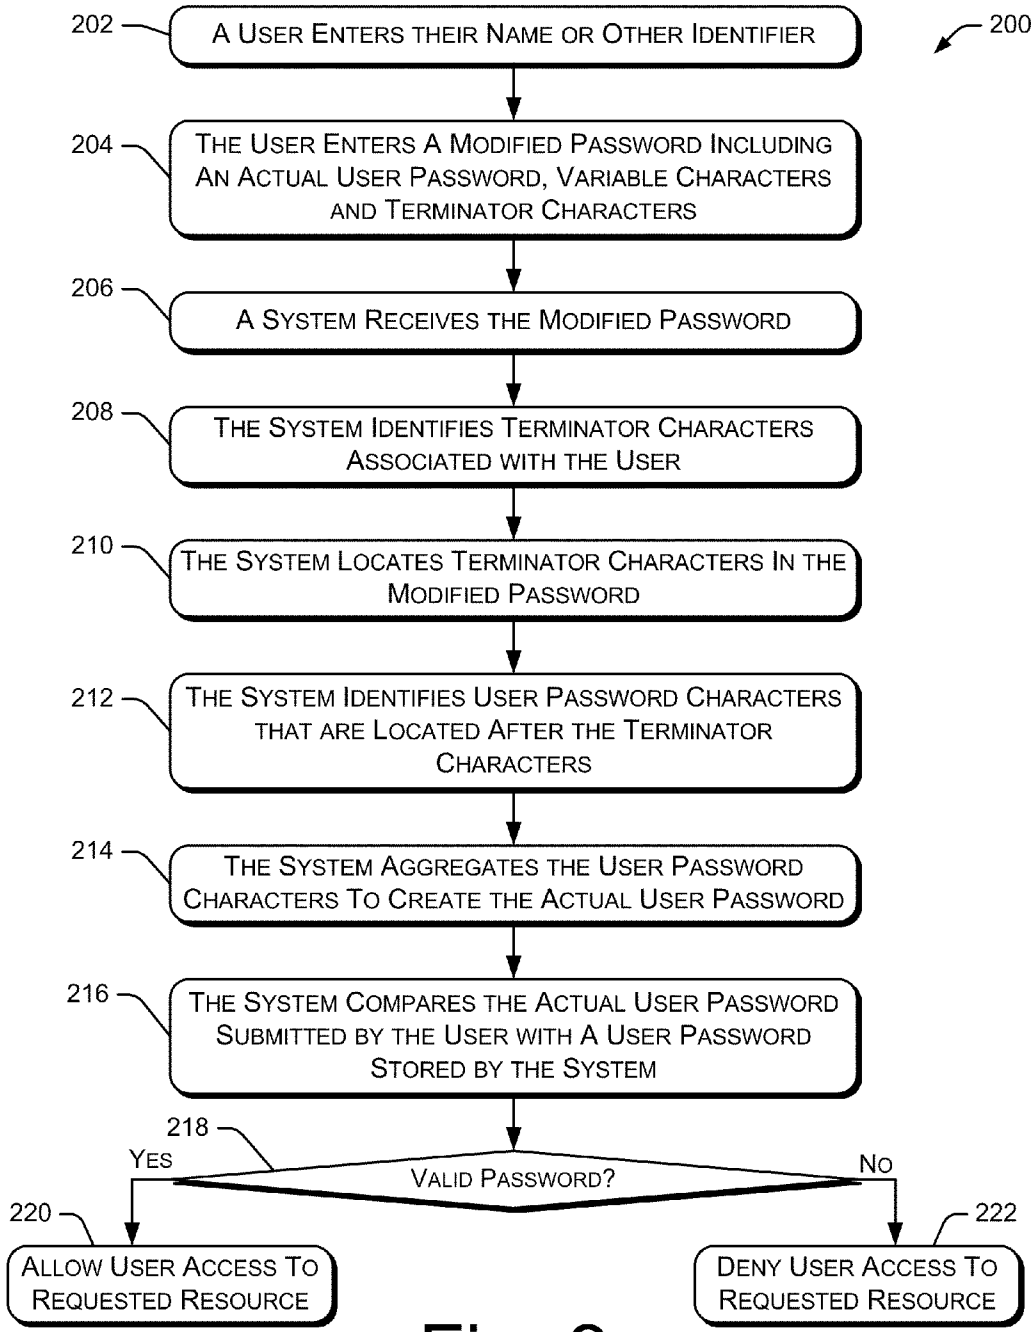 202
A USER ENTERS THEIR NAME OR OTHER IDENTIFIER
200
204
THE USER ENTERS A MODIFIED PASSWORD INCLUDING
AN ACTUAL USER PASSWORD, VARIABLE CHARACTERS
AND TERMINATOR CHARACTERS
206
A SYSTEM RECEIVES THE MODIFIED PASSWORD
208
THE SYSTEM IDENTIFIES TERMINATOR CHARACTERS
ASSOCIATED WITH THE USER
210
THE SYSTEM LOCATES TERMINATOR CHARACTERS IN THE
MODIFIED PASSWORD
212
THE SYSTEM IDENTIFIES USER PASSWORD CHARACTERS
THAT ARE LOCATED AFTER THE TERMINATOR
CHARACTERS
214
THE SYSTEM AGGREGATES THE USER PASSWORD
CHARACTERS TO CREATE THE ACTUAL USER PASSWORD
216
THE SYSTEM COMPARES THE ACTUAL USER PASSWORD
SUBMITTED BY THE USER WITH A USER PASSWORD
STORED BY THE SYSTEM
218
YES
VALID PASSWORD?
NO
220
ALLOW USER ACCESS TO
REQUESTED RESOURCE
222
DENY USER ACCESS TO
REQUESTED RESOURCE